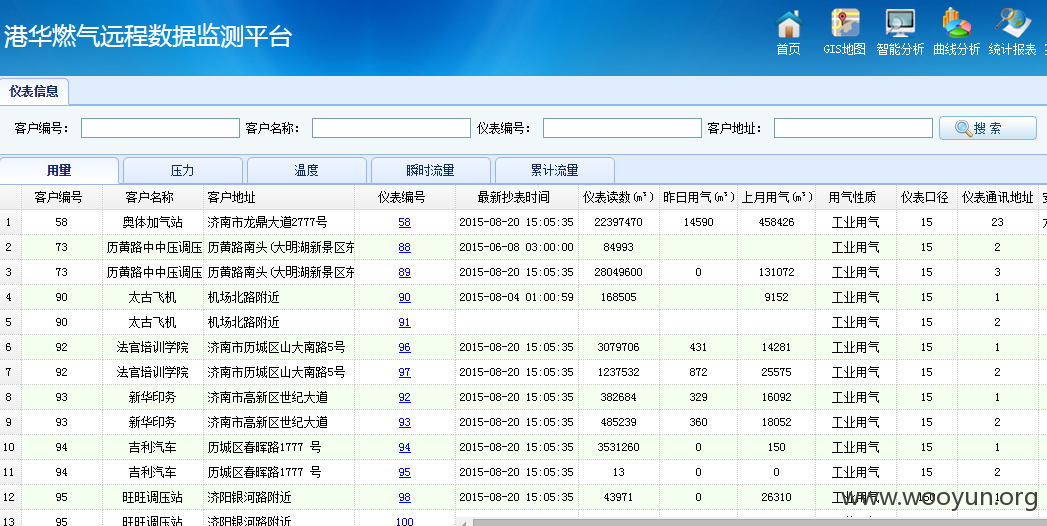 港华燃气远程数据监测平台
首页 GIS地图 智能分析 曲线分析 统计报表
仪表信息
客户编号： 客户名称： 仪表编号： 客户地址： 搜 索
用量 压力 温度 瞬时流量 累计流量
客户编号 客户名称 客户地址 仪表编号 最新抄表时间 仪表读数(m³) 昨日用气(m³) 上月用气(m³) 用气性质 仪表口径 仪表通讯地址
1 58 奥体加气站 济南市龙鼎大道2777号 58 2015-08-20 15:05:35 22397470 14590 458426 工业用气 15 23
2 73 历黄路中中压调压 历黄路南头(大明湖新景区东 88 2015-06-08 03:00:00 84993 工业用气 15 2
3 73 历黄路中中压调压 历黄路南头(大明湖新景区东 89 2015-08-20 15:05:35 28049600 0 131072 工业用气 15 3
4 90 太古飞机 机场北路附近 90 2015-08-04 01:00:59 168505 9152 工业用气 15 1
5 90 太古飞机 机场北路附近 91 工业用气 15 2
6 92 法官培训学院 济南市历城区山大南路5号 96 2015-08-20 15:05:35 3079706 431 14281 工业用气 15 1
7 92 法官培训学院 济南市历城区山大南路5号 97 2015-08-20 15:05:35 1237532 872 25575 工业用气 15 2
8 93 新华印务 济南市高新区世纪大道 92 2015-08-20 15:05:35 382684 329 16092 工业用气 15 1
9 93 新华印务 济南市高新区世纪大道 93 2015-08-20 15:05:35 485239 360 18052 工业用气 15 2
10 94 吉利汽车 历城区春晖路1777 号 94 2015-08-20 15:05:35 3531260 0 150 工业用气 15 1
11 94 吉利汽车 历城区春晖路1777 号 95 2015-08-20 15:05:35 13 0 0 工业用气 15 2
12 95 旺旺调压站 济阳银河路附近 98 2015-08-20 15:05:35 43971 0 26310 工业用气 150 1
www.wooyun.org
13 95 旺旺调压站 济阳银河路附近 100